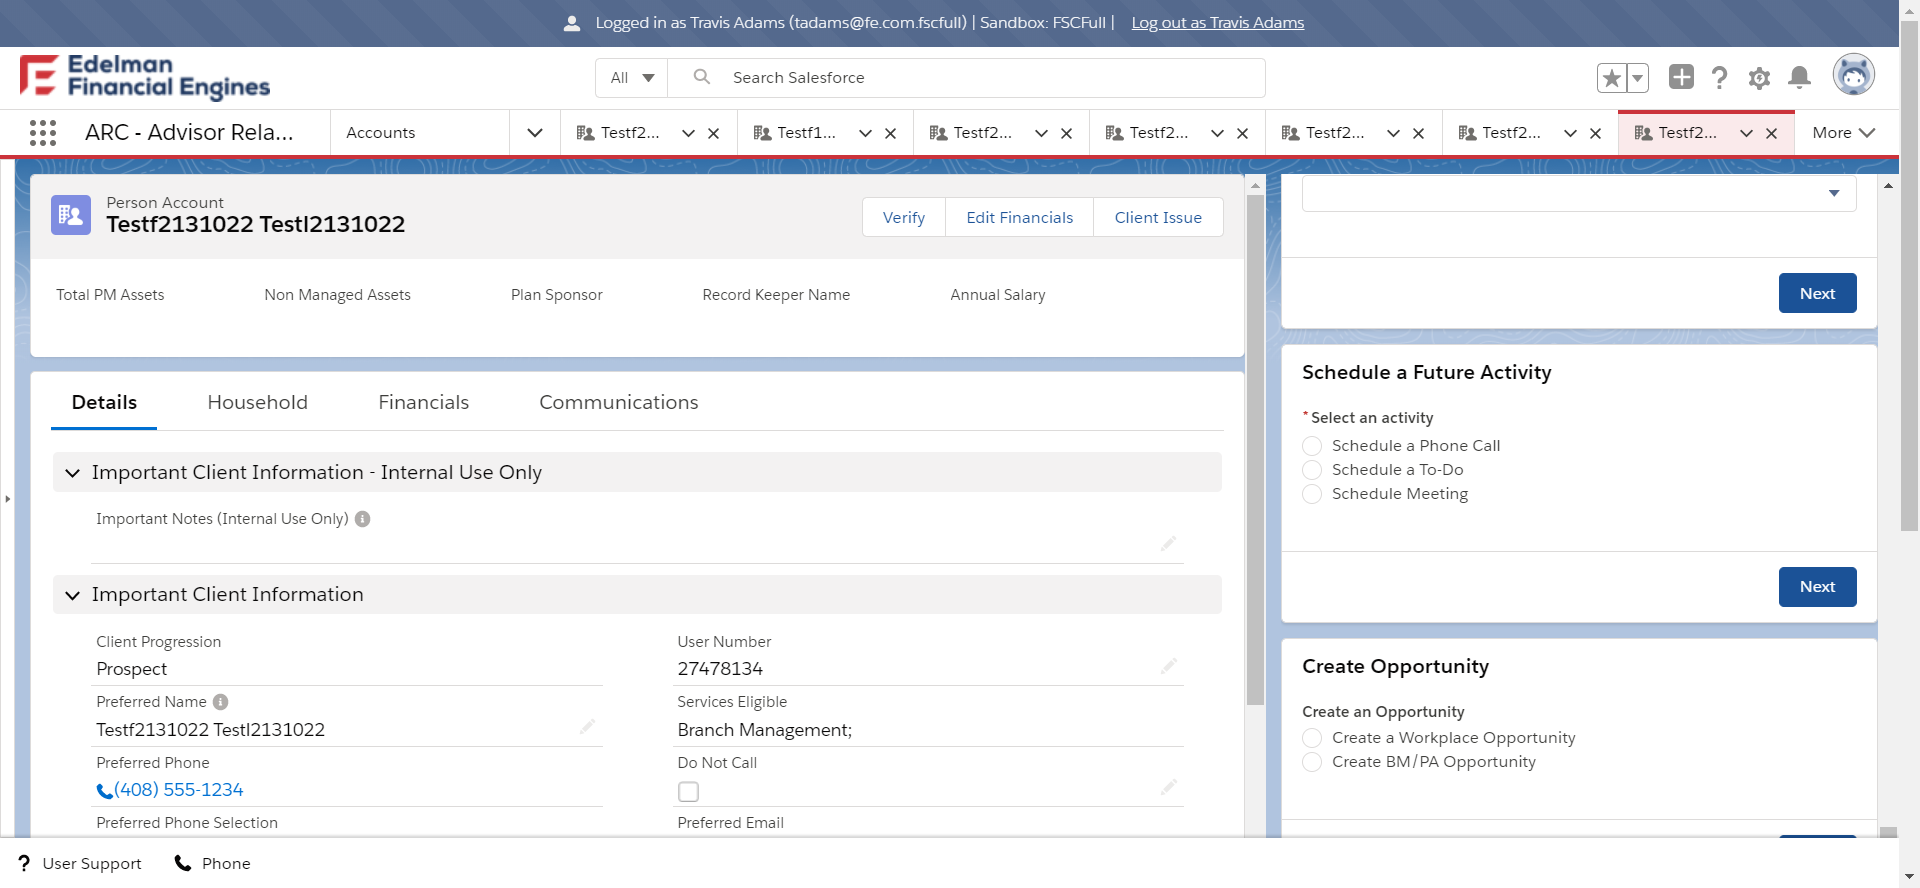 Logged in as Travis Adams (tadams@fe.com.fscfull) | Sandbox: FSCFull | Log out as Travis Adams
Edelman
Financial Engines
All
Search Salesforce
ARC - Advisor Rela...
Accounts
Testf2...
Testf1...
Testf2...
Testf2...
Testf2...
Testf2...
Testf2...
More
Person Account
Testf2131022 Testl2131022
Verify
Edit Financials
Client Issue
Total PM Assets
Non Managed Assets
Plan Sponsor
Record Keeper Name
Annual Salary
Details
Household
Financials
Communications
Important Client Information - Internal Use Only
Important Notes (Internal Use Only)
Important Client Information
Client Progression
Prospect
User Number
27478134
Preferred Name
Testf2131022 Testl2131022
Services Eligible
Branch Management;
Preferred Phone
(408) 555-1234
Do Not Call
Preferred Phone Selection
Preferred Email
Next
Schedule a Future Activity
*Select an activity
Schedule a Phone Call
Schedule a To-Do
Schedule Meeting
Next
Create Opportunity
Create an Opportunity
Create a Workplace Opportunity
Create BM/PA Opportunity
User Support
Phone